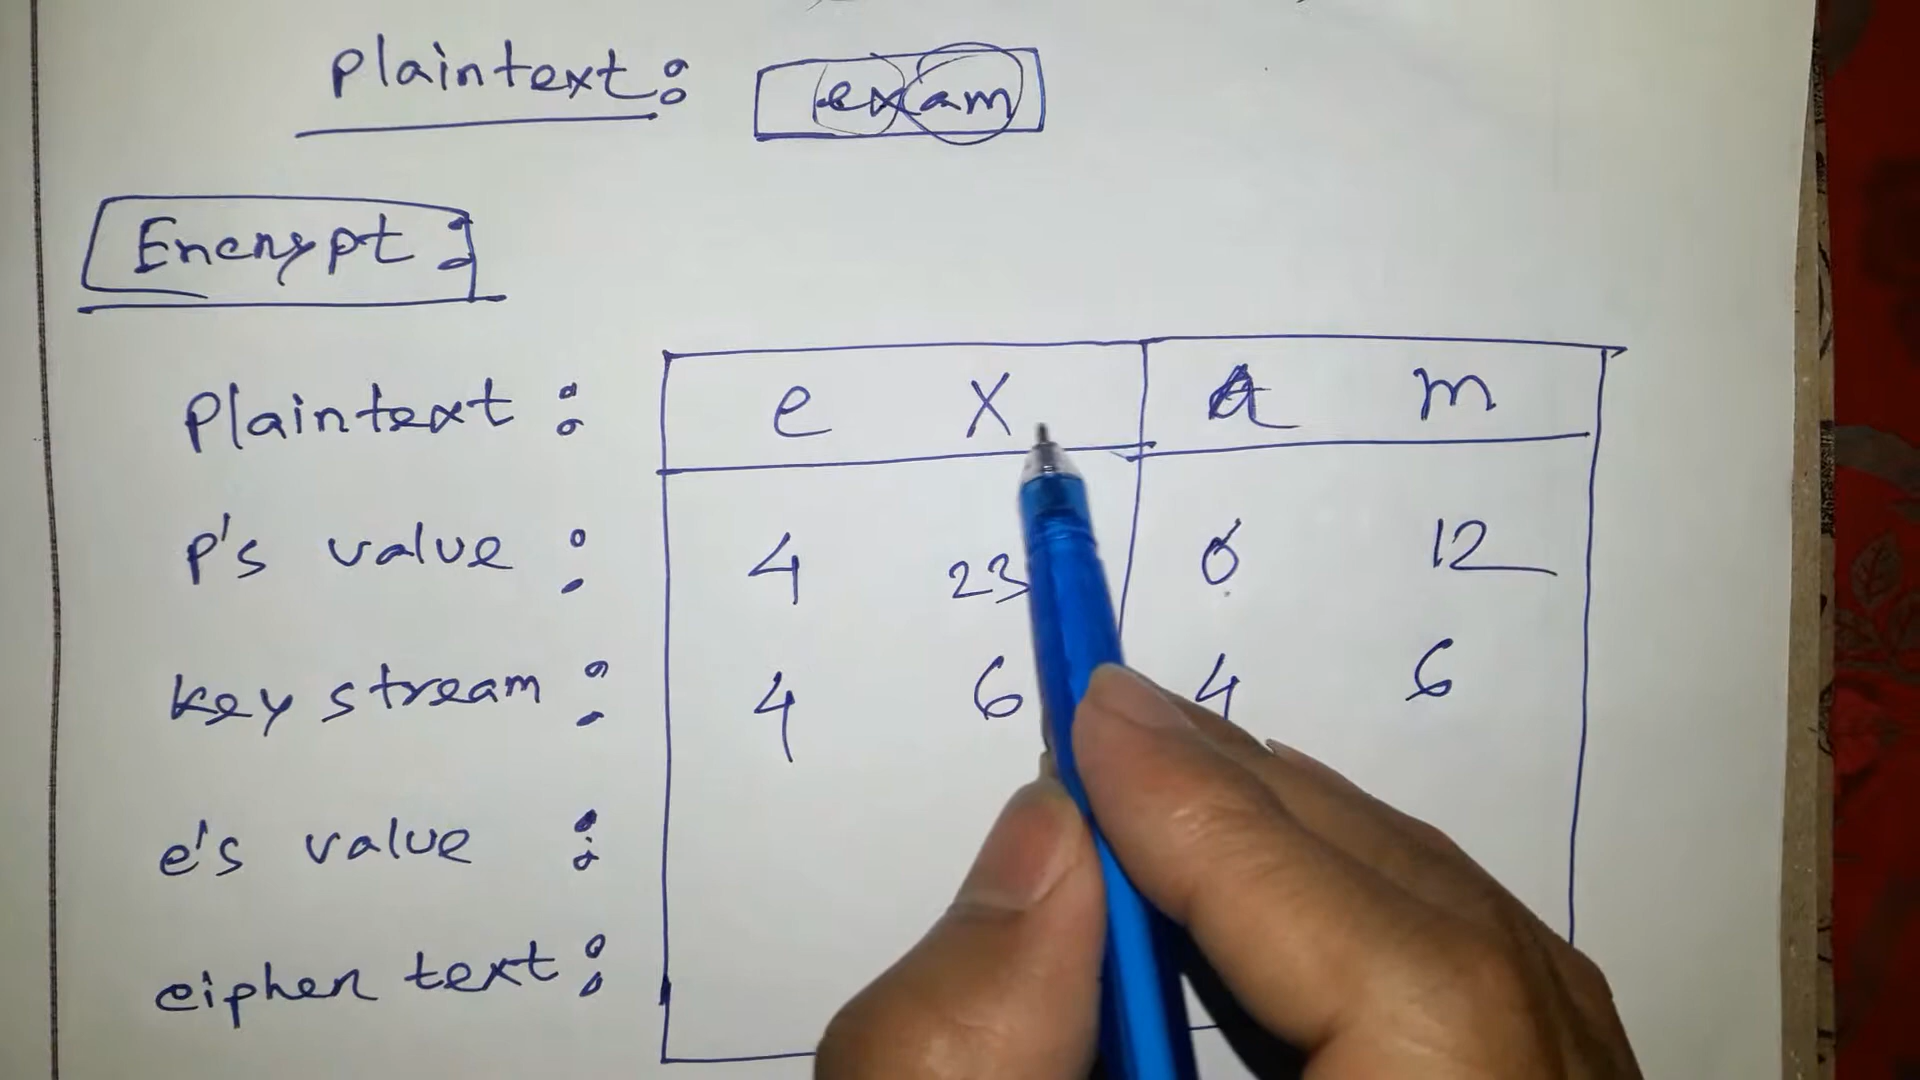 plaintext: exam
Encrypt:
Plaintext: e x a m
p's value: 4 23 0 12
key stream: 4 6 4 6
c's value:
cipher text: